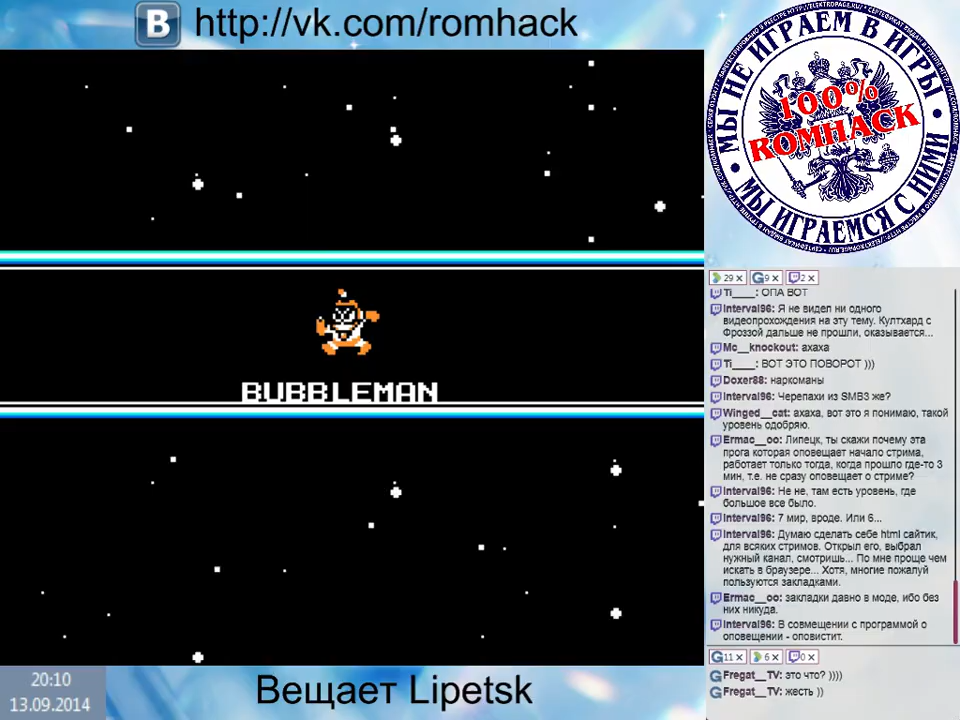 В http://vk.com/romhack
МЫ НЕ ИГРАЕМ В ИГРЫ
100%
ROMHACK
МЫ ИГРАЕМСЯ С НИМИ
BUBBLEMAN
29 x G 9 x 2 x
Ti____: ОПА ВОТ
Interval96: Я не видел ни одного
видеопрохождения на эту тему. Култхард с
Фроззой дальше не прошли, оказывается...
Mc__knockout: ахаха
Ti____: ВОТ ЭТО ПОВОРОТ )))
Doxer88: наркоманы
Interval96: Черепахи из SMB3 же?
Winged__cat: ахаха, вот это я понимаю, такой
уровень одобряю.
Ermac__oo: Липецк, ты скажи почему эта
прога которая оповещает начало стрима,
работает только тогда, когда прошло где-то 3
мин, т.е. не сразу оповещает о стриме?
Interval96: Не не, там есть уровень, где
большое все было.
Interval96: 7 мир, вроде. Или 6...
Interval96: Думаю сделать себе html сайтик,
для всяких стримов. Открыл его, выбрал
нужный канал, смотришь... По мне проще чем
искать в браузере... Хотя, многие пожалуй
пользуются закладками.
Ermac__oo: закладки давно в моде, ибо без
них никуда.
Interval96: В совмещении с программой о
оповещении - оповистит.
G 11 x 6 x 0 x
Fregat__TV: это что? ))))
Fregat__TV: жесть ))
20:10
13.09.2014
Вещает Lipetsk